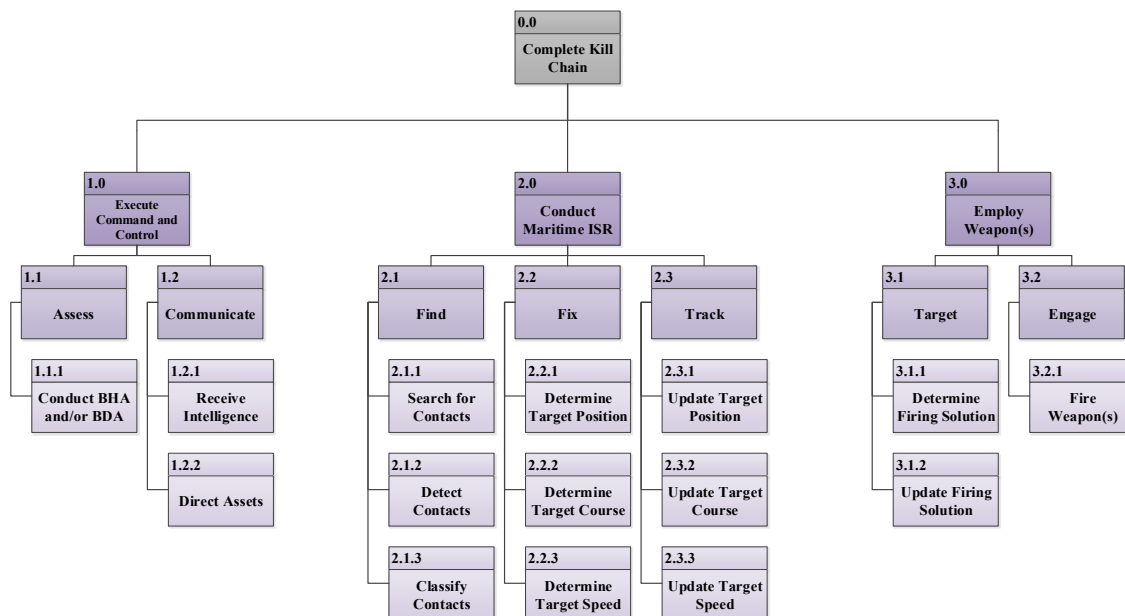 0.0
Complete Kill
Chain
1.0
Execute
Command and
Control
2.0
Conduct
Maritime ISR
3.0
Employ
Weapon(s)
1.1
Assess
1.2
Communicate
2.1
Find
2.2
Fix
2.3
Track
3.1
Target
3.2
Engage
1.1.1
Conduct BHA
and/or BDA
1.2.1
Receive
Intelligence
2.1.1
Search for
Contacts
2.2.1
Determine
Target Position
2.3.1
Update Target
Position
3.1.1
Determine
Firing Solution
3.2.1
Fire
Weapon(s)
1.2.2
Direct Assets
2.1.2
Detect
Contacts
2.2.2
Determine
Target Course
2.3.2
Update Target
Course
3.1.2
Update Firing
Solution
2.1.3
Classify
Contacts
2.2.3
Determine
Target Speed
2.3.3
Update Target
Speed